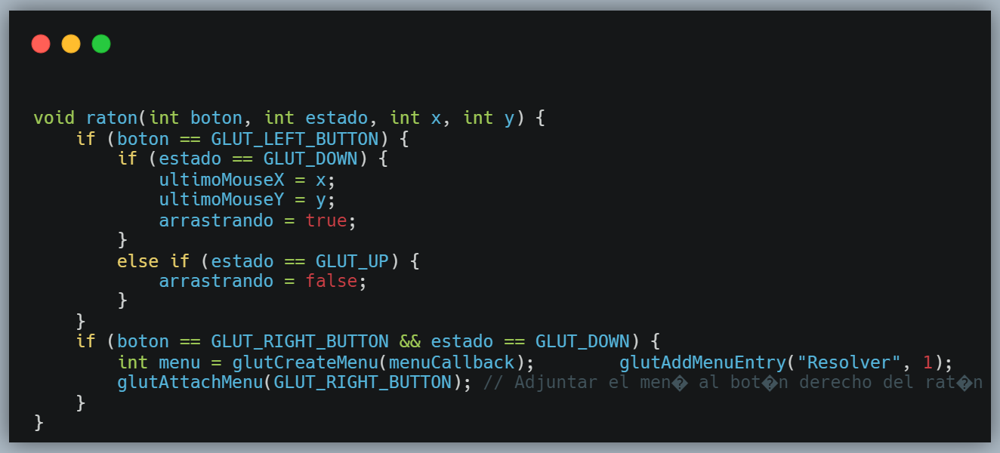 void raton(int boton, int estado, int x, int y) {
    if (boton == GLUT_LEFT_BUTTON) {
        if (estado == GLUT_DOWN) {
            ultimoMouseX = x;
            ultimoMouseY = y;
            arrastrando = true;
        }
        else if (estado == GLUT_UP) {
            arrastrando = false;
        }
    }
    if (boton == GLUT_RIGHT_BUTTON && estado == GLUT_DOWN) {
        int menu = glutCreateMenu(menuCallback);        glutAddMenuEntry("Resolver", 1);
        glutAttachMenu(GLUT_RIGHT_BUTTON); // Adjuntar el men� al bot�n derecho del rat�n
    }
}